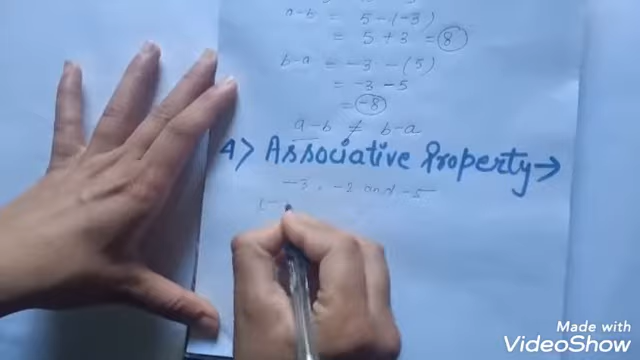 a-b = 5-(-3)
= 5+3 = 8
b-a = -3 -(5)
= -3-5
= -8
a-b ≠ b-a
4> Associative Property→
-3, -2 and -5
Made with
VideoShow